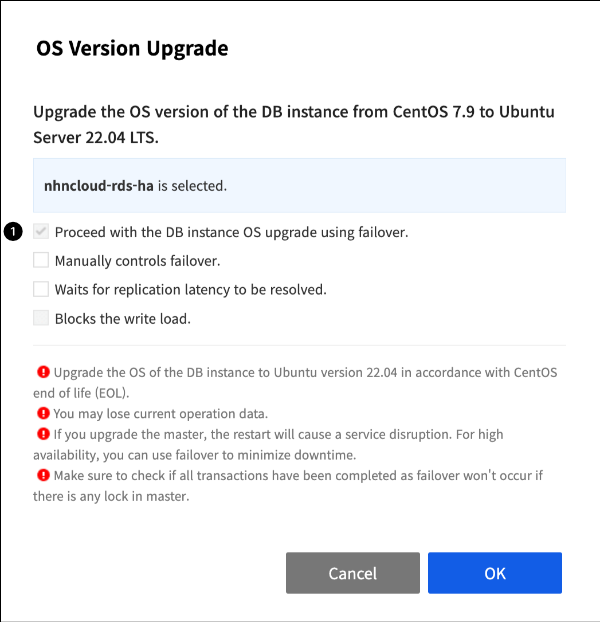 OS Version Upgrade
Upgrade the OS version of the DB instance from CentOS 7.9 to Ubuntu
Server 22.04 LTS.
nhncloud-rds-ha is selected.
1 Proceed with the DB instance OS upgrade using failover.
Manually controls failover.
Waits for replication latency to be resolved.
Blocks the write load.
! Upgrade the OS of the DB instance to Ubuntu version 22.04 in accordance with CentOS
end of life (EOL).
! You may lose current operation data.
! If you upgrade the master, the restart will cause a service disruption. For high
availability, you can use failover to minimize downtime.
! Make sure to check if all transactions have been completed as failover won't occur if
there is any lock in master.
Cancel OK